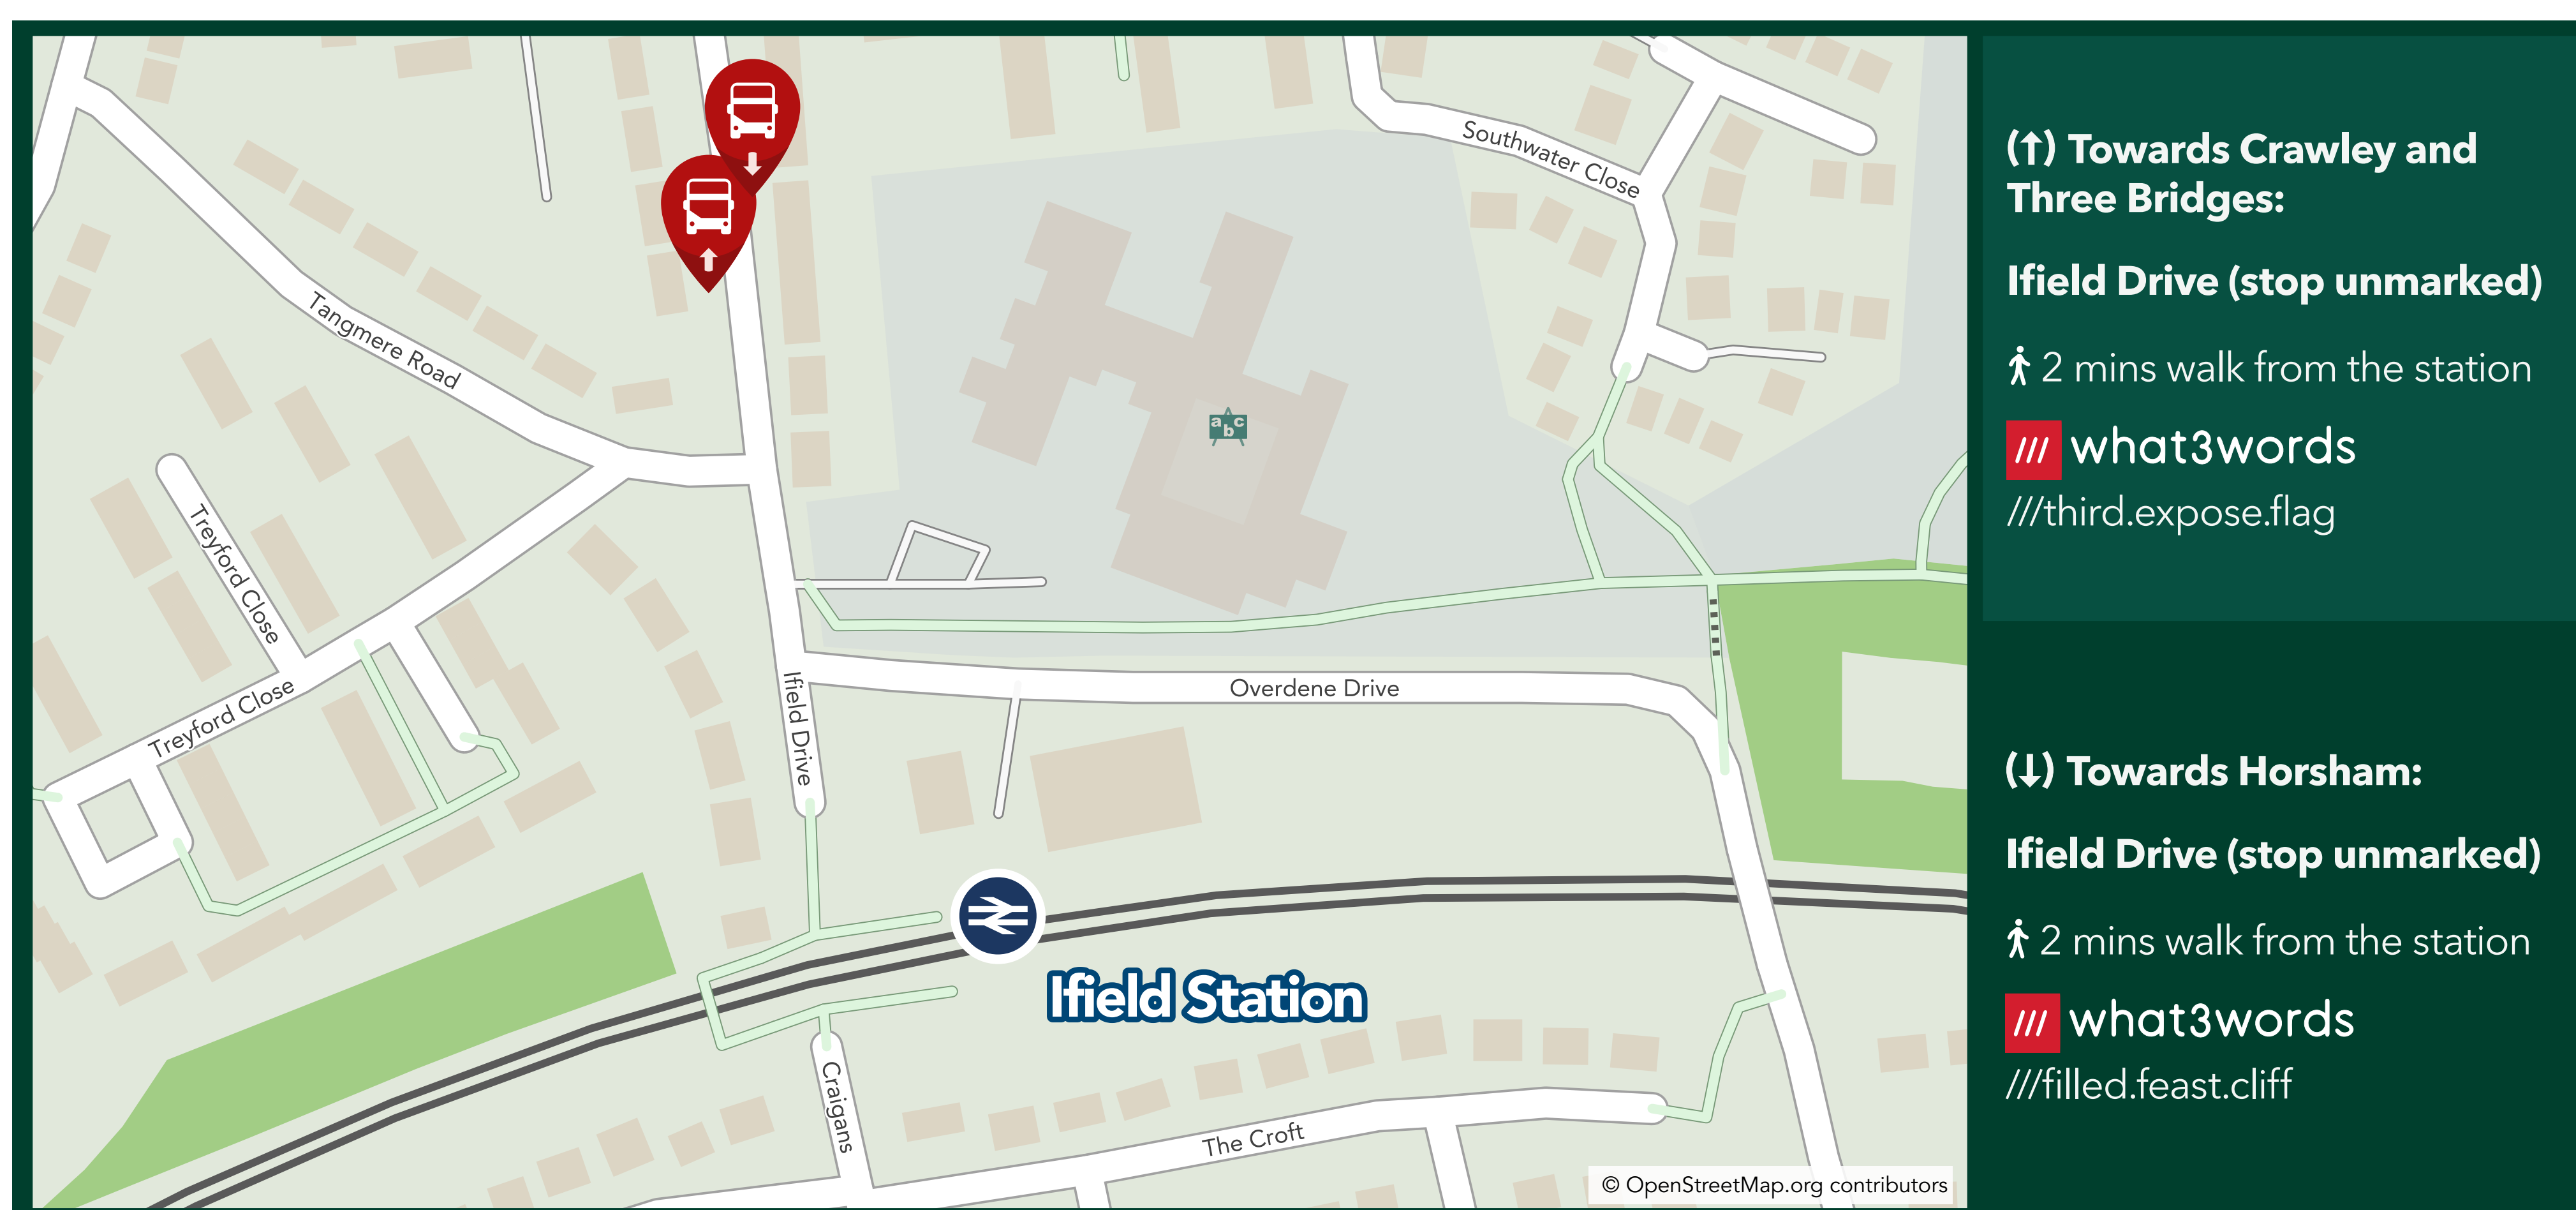 Southwater Close
Tangmere Road
Treyford Close
Treyford Close
abc
Ifield Drive
Overdene Drive
Ifield Station
Craigans
The Croft
© OpenStreetMap.org contributors
(↑) Towards Crawley and
Three Bridges:
Ifield Drive (stop unmarked)
2 mins walk from the station
/// what3words
///third.expose.flag
(↓) Towards Horsham:
Ifield Drive (stop unmarked)
2 mins walk from the station
/// what3words
///filled.feast.cliff